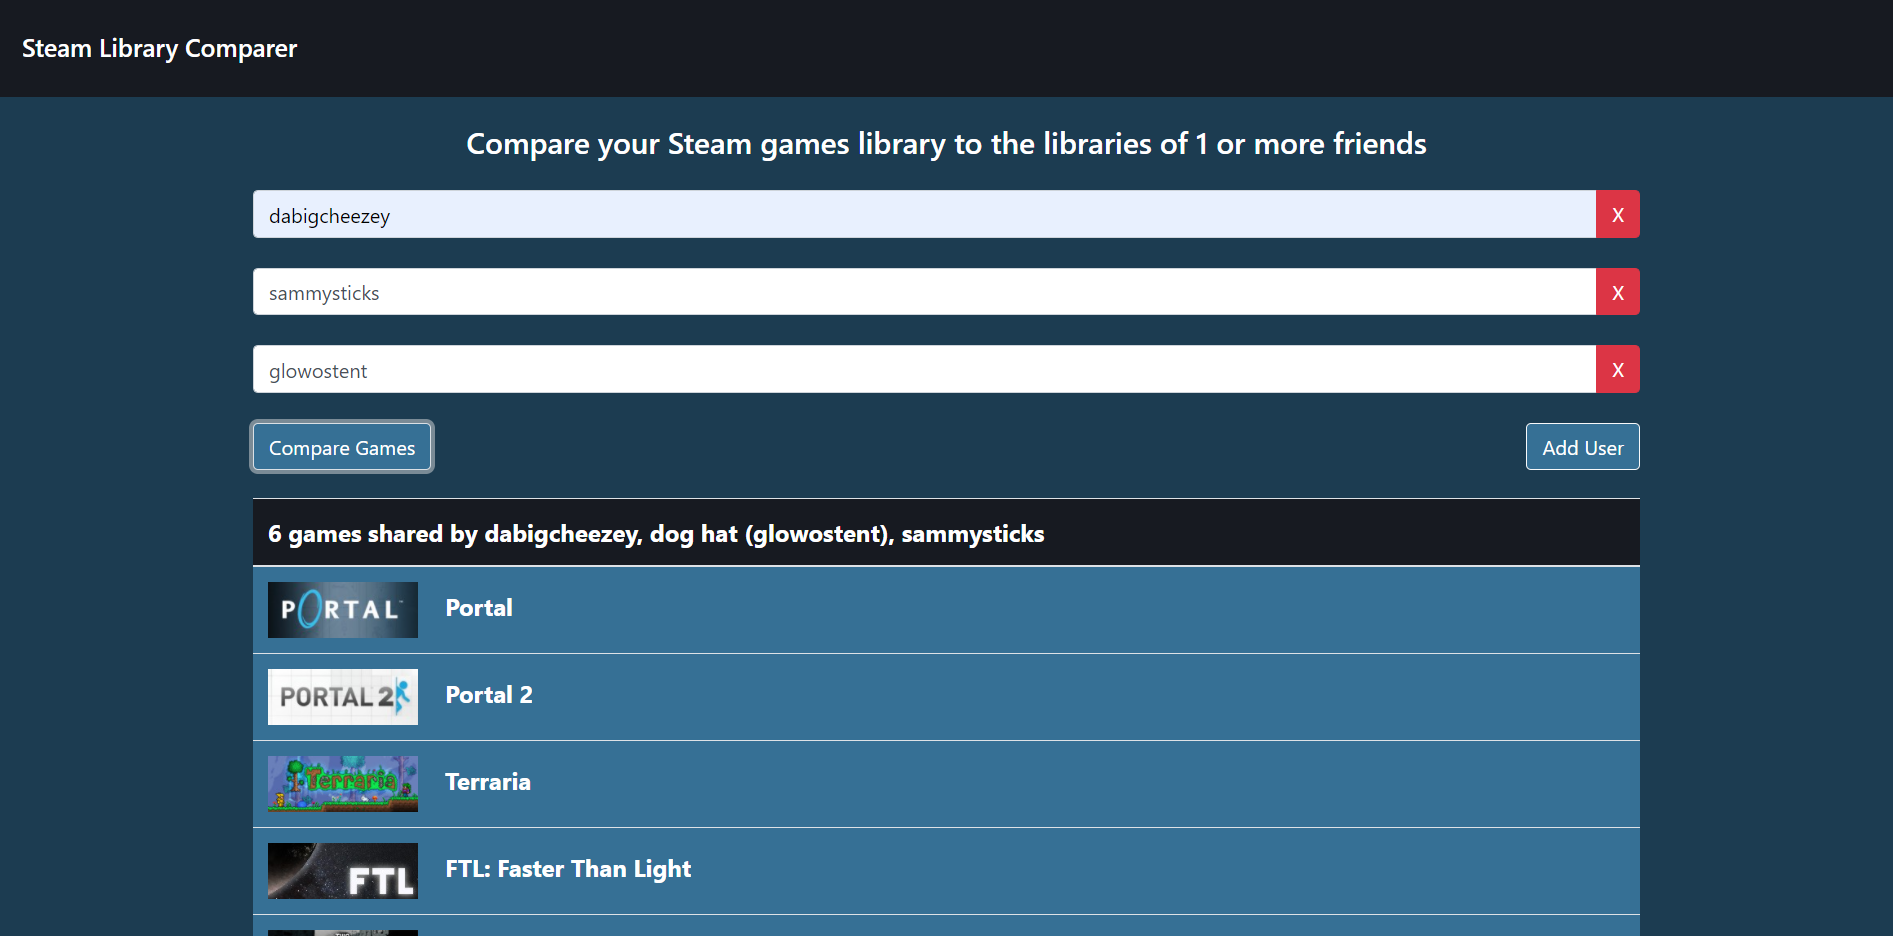 Steam Library Comparer
Compare your Steam games library to the libraries of 1 or more friends
dabigcheezey X
sammysticks X
glowostent X
Compare Games Add User
6 games shared by dabigcheezey, dog hat (glowostent), sammysticks
PORTAL™ Portal
PORTAL 2 Portal 2
Terraria Terraria
FTL FTL: Faster Than Light